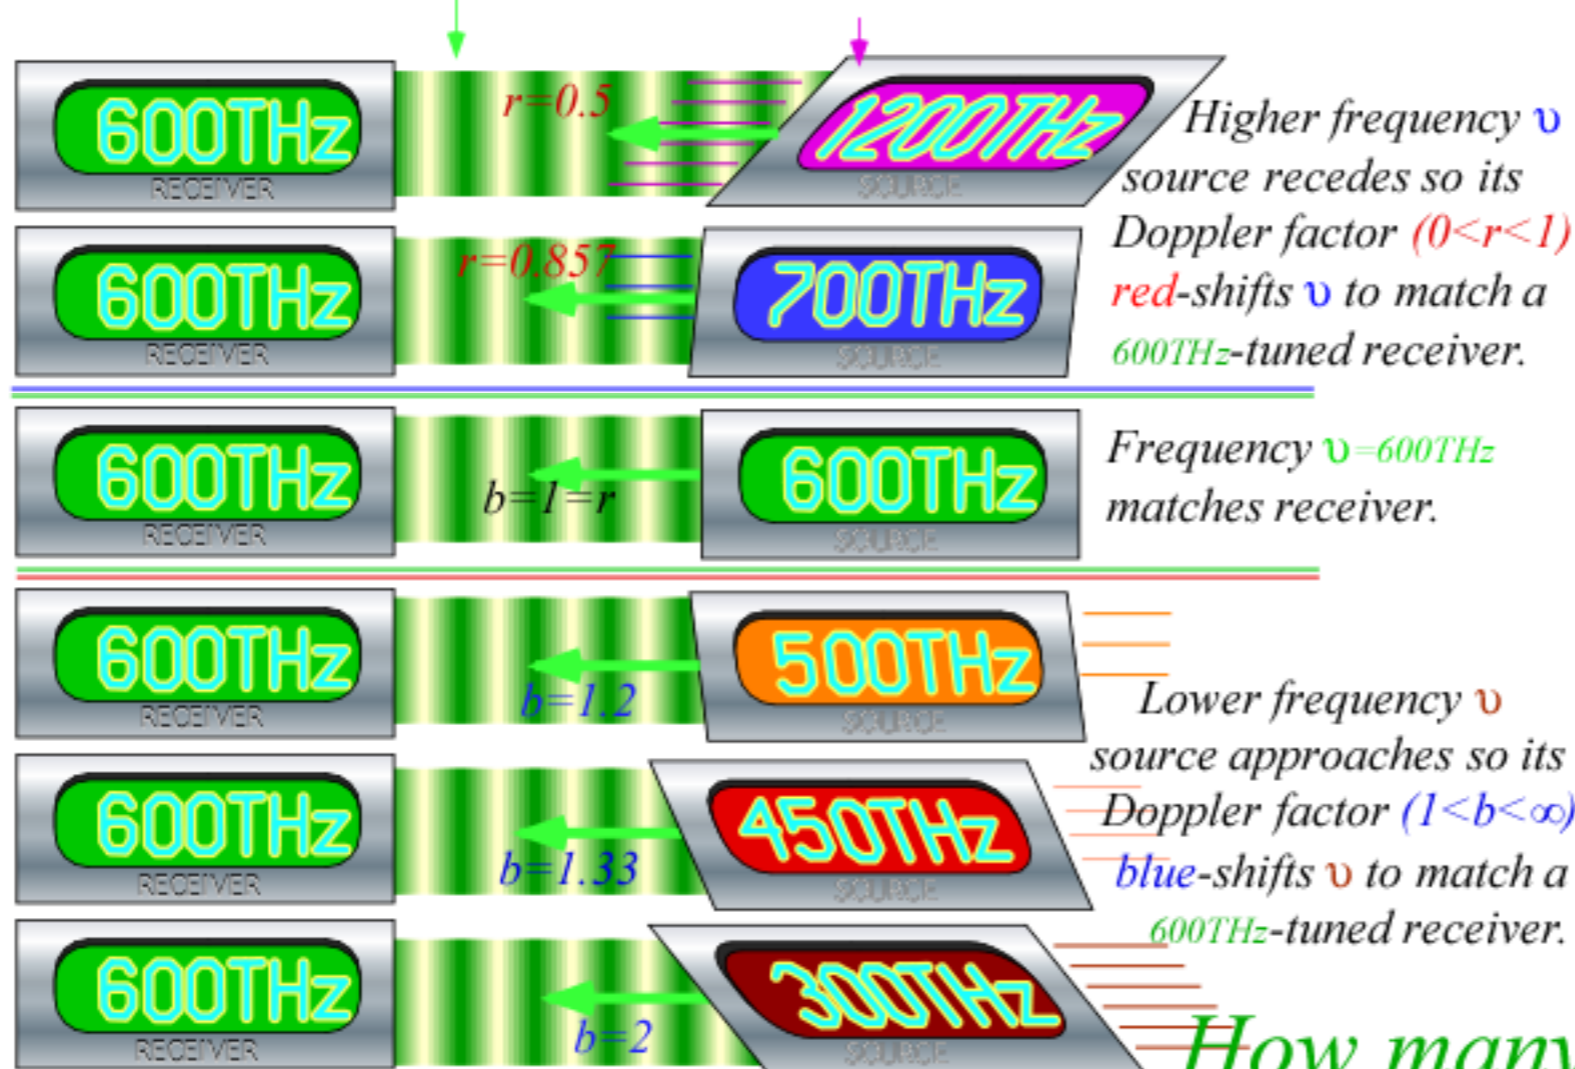 600THz
RECEIVER
r=0.5
1200THz
SOURCE
Higher frequency υ
source recedes so its
Doppler factor (0<r<1)
red-shifts υ to match a
600THz-tuned receiver.
600THz
RECEIVER
r=0.857
700THz
SOURCE
600THz
RECEIVER
b=1=r
600THz
SOURCE
Frequency υ=600THz
matches receiver.
600THz
RECEIVER
b=1.2
500THz
SOURCE
Lower frequency υ
source approaches so its
Doppler factor (1<b<∞)
blue-shifts υ to match a
600THz-tuned receiver.
600THz
RECEIVER
b=1.33
450THz
SOURCE
600THz
RECEIVER
b=2
300THz
SOURCE
How many